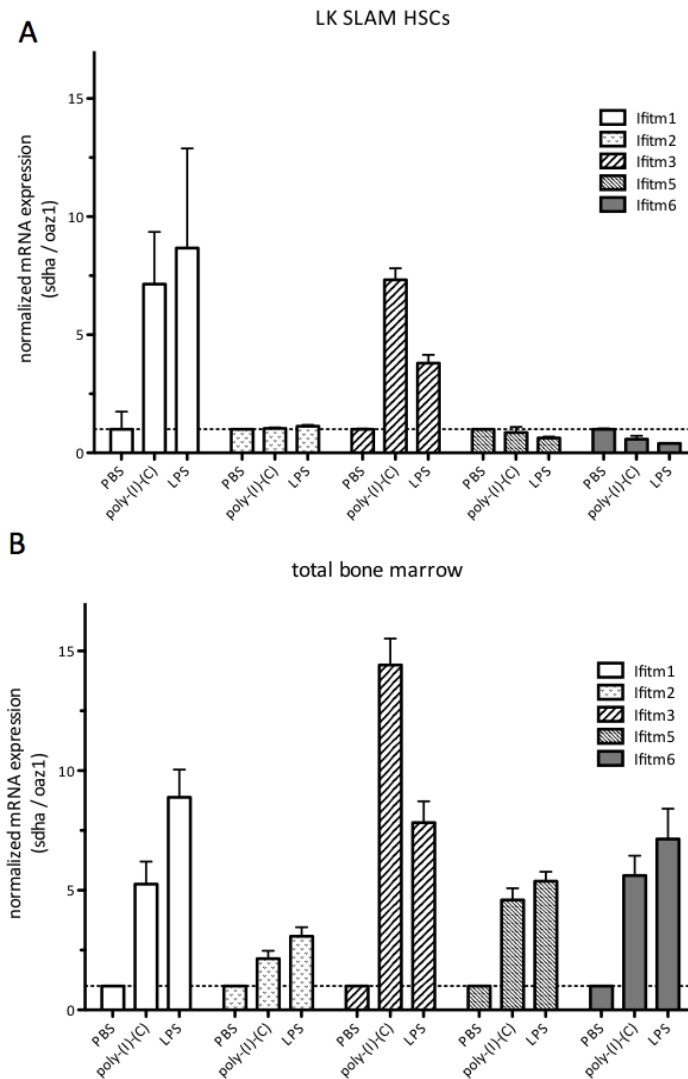 A
LK SLAM HSCs
normalized mRNA expression
(sdha / oaz1)
15
10
5
0
Ifitm1
Ifitm2
Ifitm3
Ifitm5
Ifitm6
PBS
poly-(I)-(C)
LPS
PBS
poly-(I)-(C)
LPS
PBS
poly-(I)-(C)
LPS
PBS
poly-(I)-(C)
LPS
PBS
poly-(I)-(C)
LPS
B
total bone marrow
normalized mRNA expression
(sdha / oaz1)
15
10
5
0
Ifitm1
Ifitm2
Ifitm3
Ifitm5
Ifitm6
PBS
poly-(I)-(C)
LPS
PBS
poly-(I)-(C)
LPS
PBS
poly-(I)-(C)
LPS
PBS
poly-(I)-(C)
LPS
PBS
poly-(I)-(C)
LPS